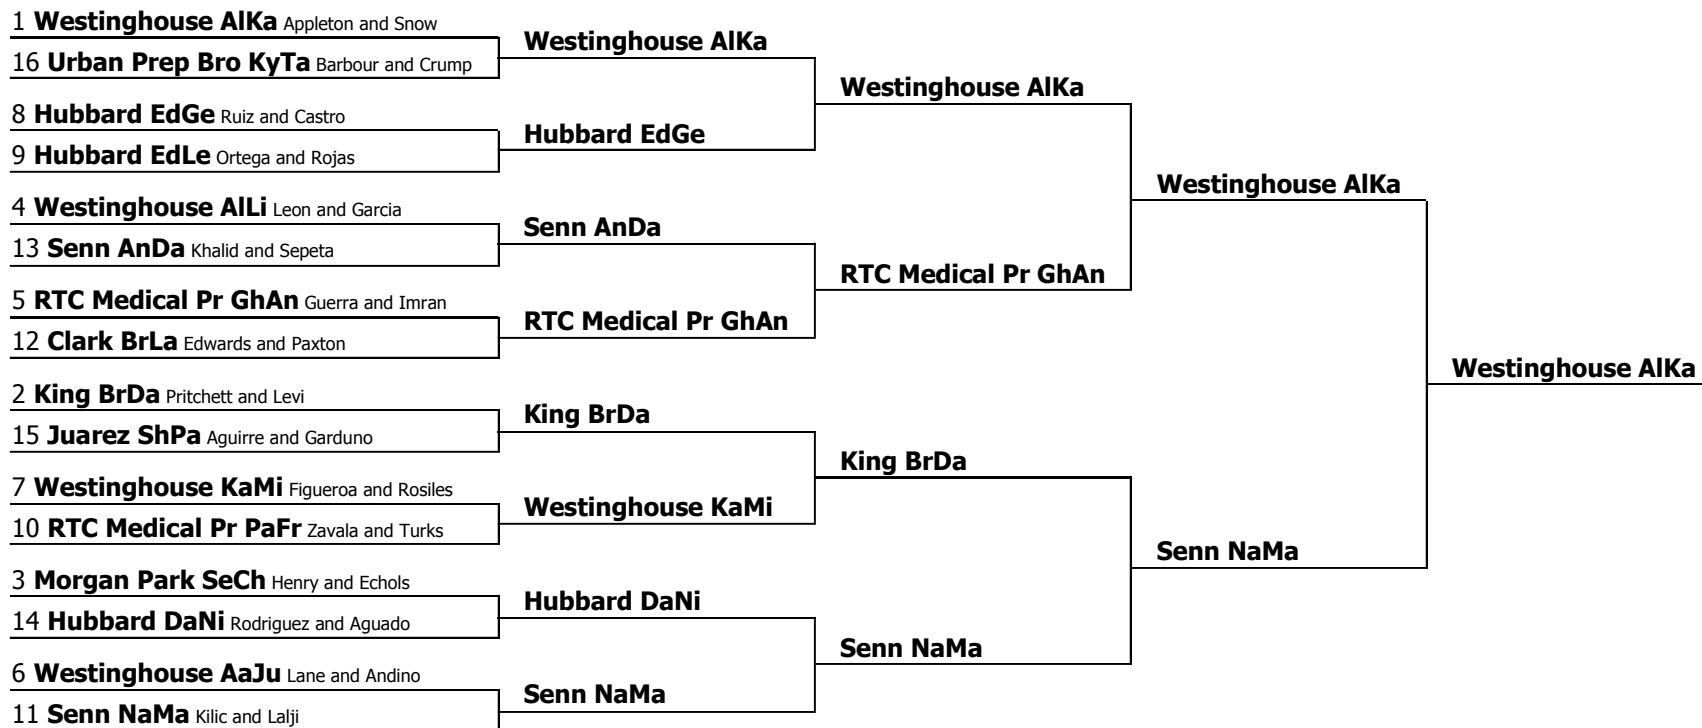 1 Westinghouse AlKa Appleton and Snow
16 Urban Prep Bro KyTa Barbour and Crump
8 Hubbard EdGe Ruiz and Castro
9 Hubbard EdLe Ortega and Rojas
4 Westinghouse AlLi Leon and Garcia
13 Senn AnDa Khalid and Sepeta
5 RTC Medical Pr GhAn Guerra and Imran
12 Clark BrLa Edwards and Paxton
2 King BrDa Pritchett and Levi
15 Juarez ShPa Aguirre and Garduno
7 Westinghouse KaMi Figueroa and Rosiles
10 RTC Medical Pr PaFr Zavala and Turks
3 Morgan Park SeCh Henry and Echols
14 Hubbard DaNi Rodriguez and Aguado
6 Westinghouse AaJu Lane and Andino
11 Senn NaMa Kilic and Lalji
Westinghouse AlKa
Hubbard EdGe
Senn AnDa
RTC Medical Pr GhAn
King BrDa
Westinghouse KaMi
Hubbard DaNi
Senn NaMa
Westinghouse AlKa
RTC Medical Pr GhAn
King BrDa
Senn NaMa
Westinghouse AlKa
Senn NaMa
Westinghouse AlKa